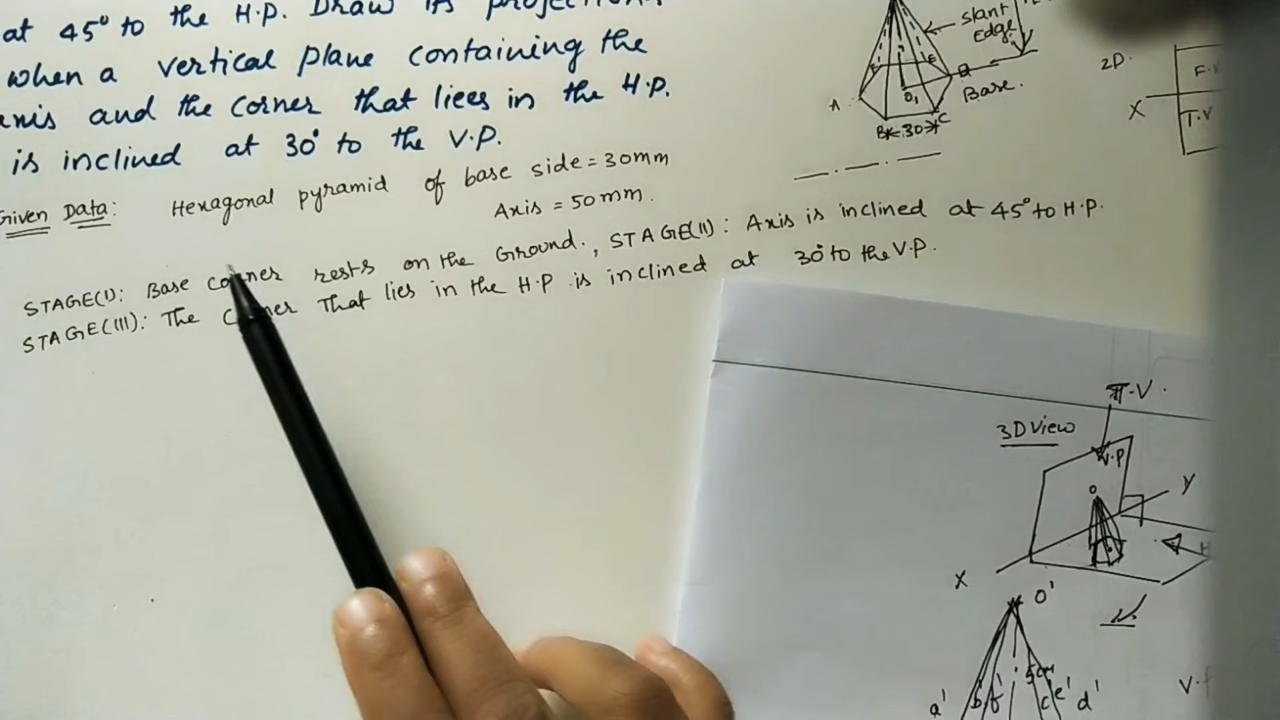 at 45° to the H.P. Draw its projections
when a vertical plane containing the
axis and the corner that liees in the H.P.
is inclined at 30° to the V.P.
Given Data: Hexagonal pyramid of base side = 30mm
Axis = 50mm.
STAGE(I): Base corner rests on the Ground., STAGE(II): Axis is inclined at 45° to H.P.
STAGE(III): The corner That lies in the H.P is inclined at 30° to the V.P.
Slant
Edge
A
O₁
Base.
B 30 C
2D.
F.
X
T.V
T.V.
3D View
V.P
O
Y
H
X
O'
5cm
V.P
a' b' f' c' e' d'